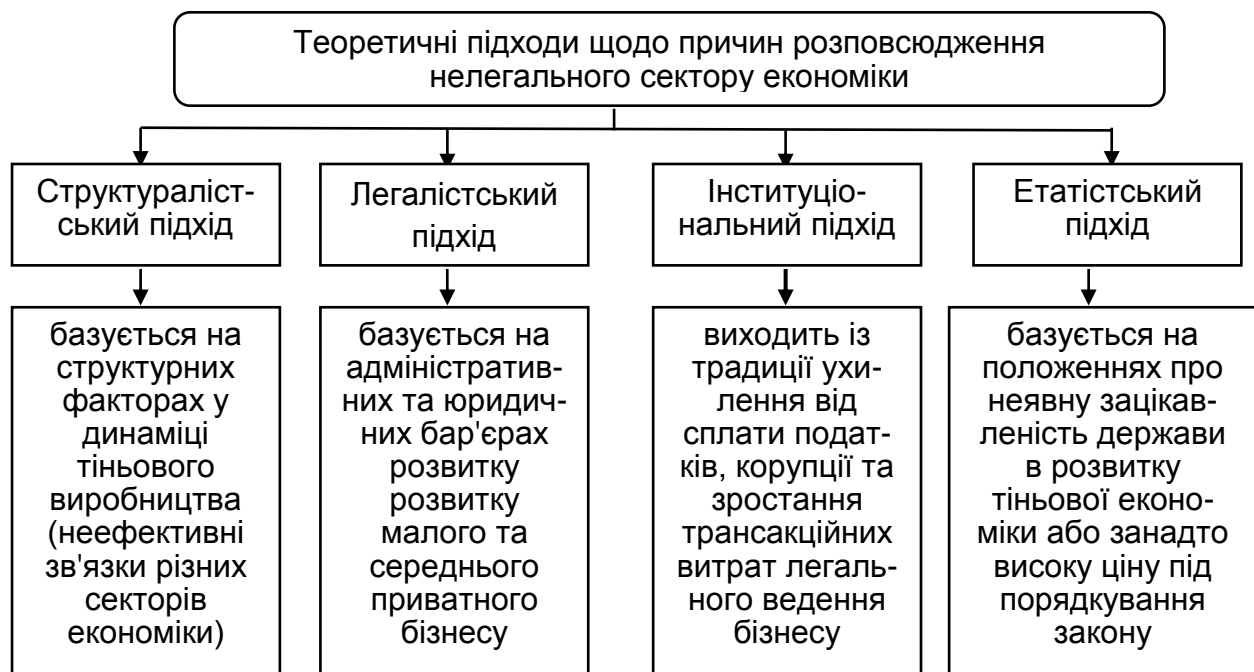 Теоретичні підходи щодо причин розповсюдження
нелегального сектору економіки
Структураліст-
ський підхід
Легалістський
підхід
Інституціо-
нальний підхід
Етатістський
підхід
базується на
структурних
факторах у
динаміці
тіньового
виробництва
(неефективні
зв'язки різних
секторів
економіки)
базується на
адміністратив-
них та юридич-
них бар'єрах
розвитку
розвитку
малого та
середнього
приватного
бізнесу
виходить із
традиції ухи-
лення від
сплати подат-
ків, корупції та
зростання
трансакційних
витрат легаль-
ного ведення
бізнесу
базується на
положеннях про
неявну зацікав-
леність держави
в розвитку
тіньової еконо-
міки або занадто
високу ціну під
порядкування
закону